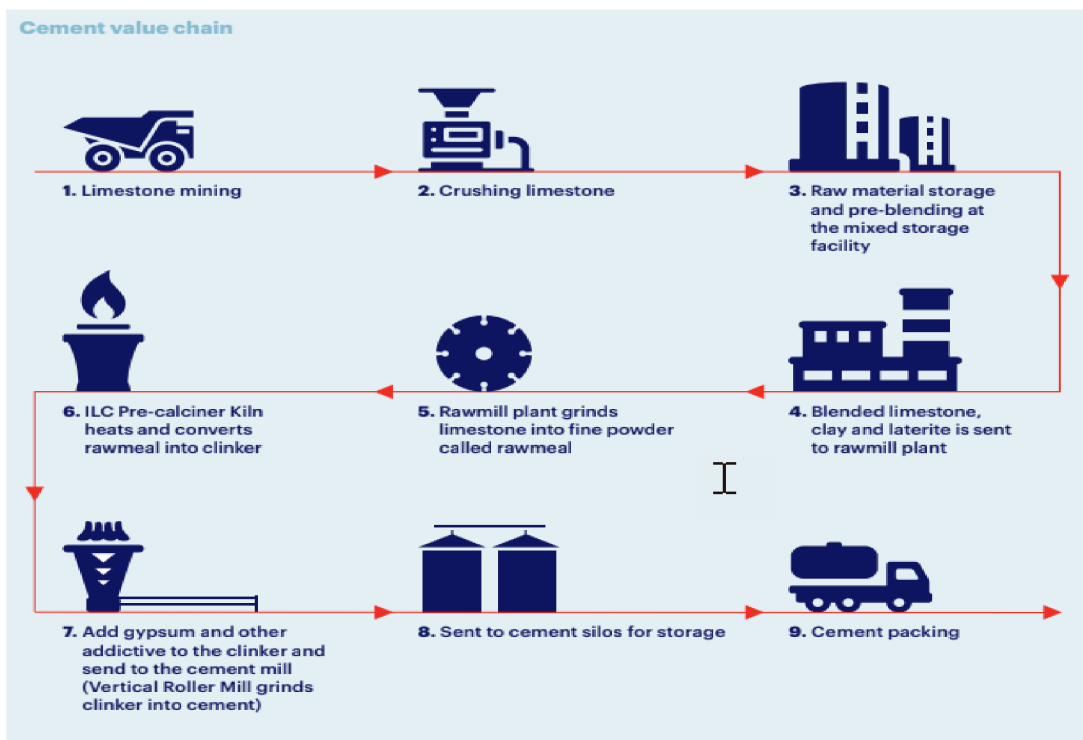 Cement value chain
1. Limestone mining
2. Crushing limestone
3. Raw material storage
and pre-blending at
the mixed storage
facility
4. Blended limestone,
clay and laterite is sent
to rawmill plant
5. Rawmill plant grinds
limestone into fine powder
called rawmeal
6. ILC Pre-calciner Kiln
heats and converts
rawmeal into clinker
7. Add gypsum and other
addictive to the clinker and
send to the cement mill
(Vertical Roller Mill grinds
clinker into cement)
8. Sent to cement silos for storage
9. Cement packing